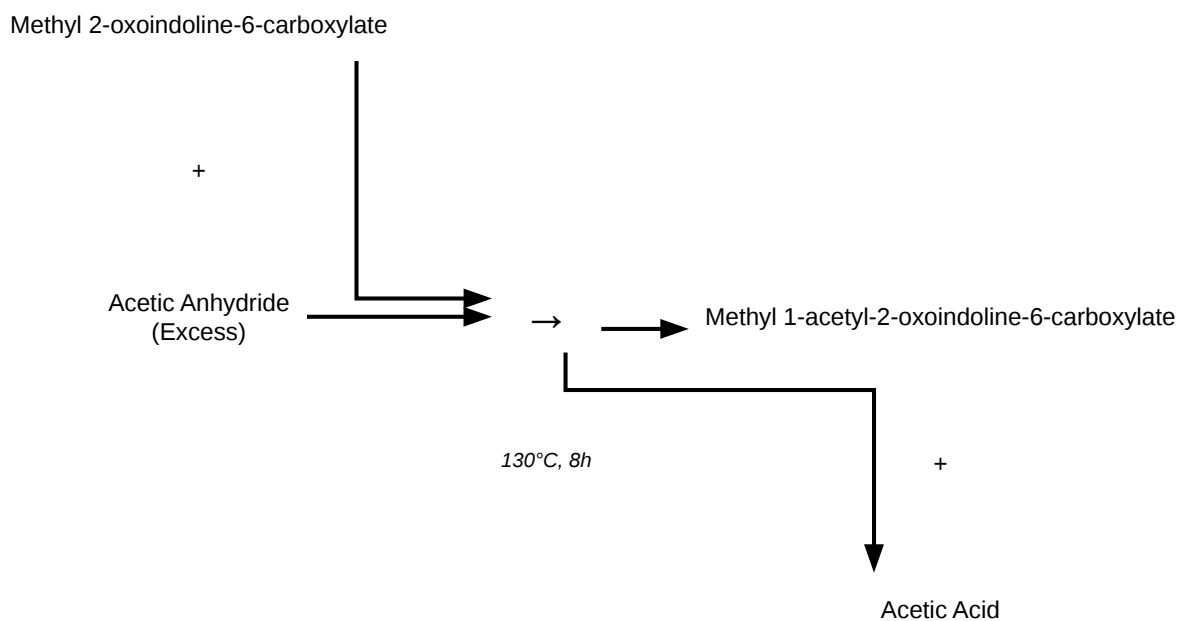 Methyl 2-oxoindoline-6-carboxylate
+
Acetic Anhydride
(Excess)
→
Methyl 1-acetyl-2-oxoindoline-6-carboxylate
130°C, 8h
+
Acetic Acid